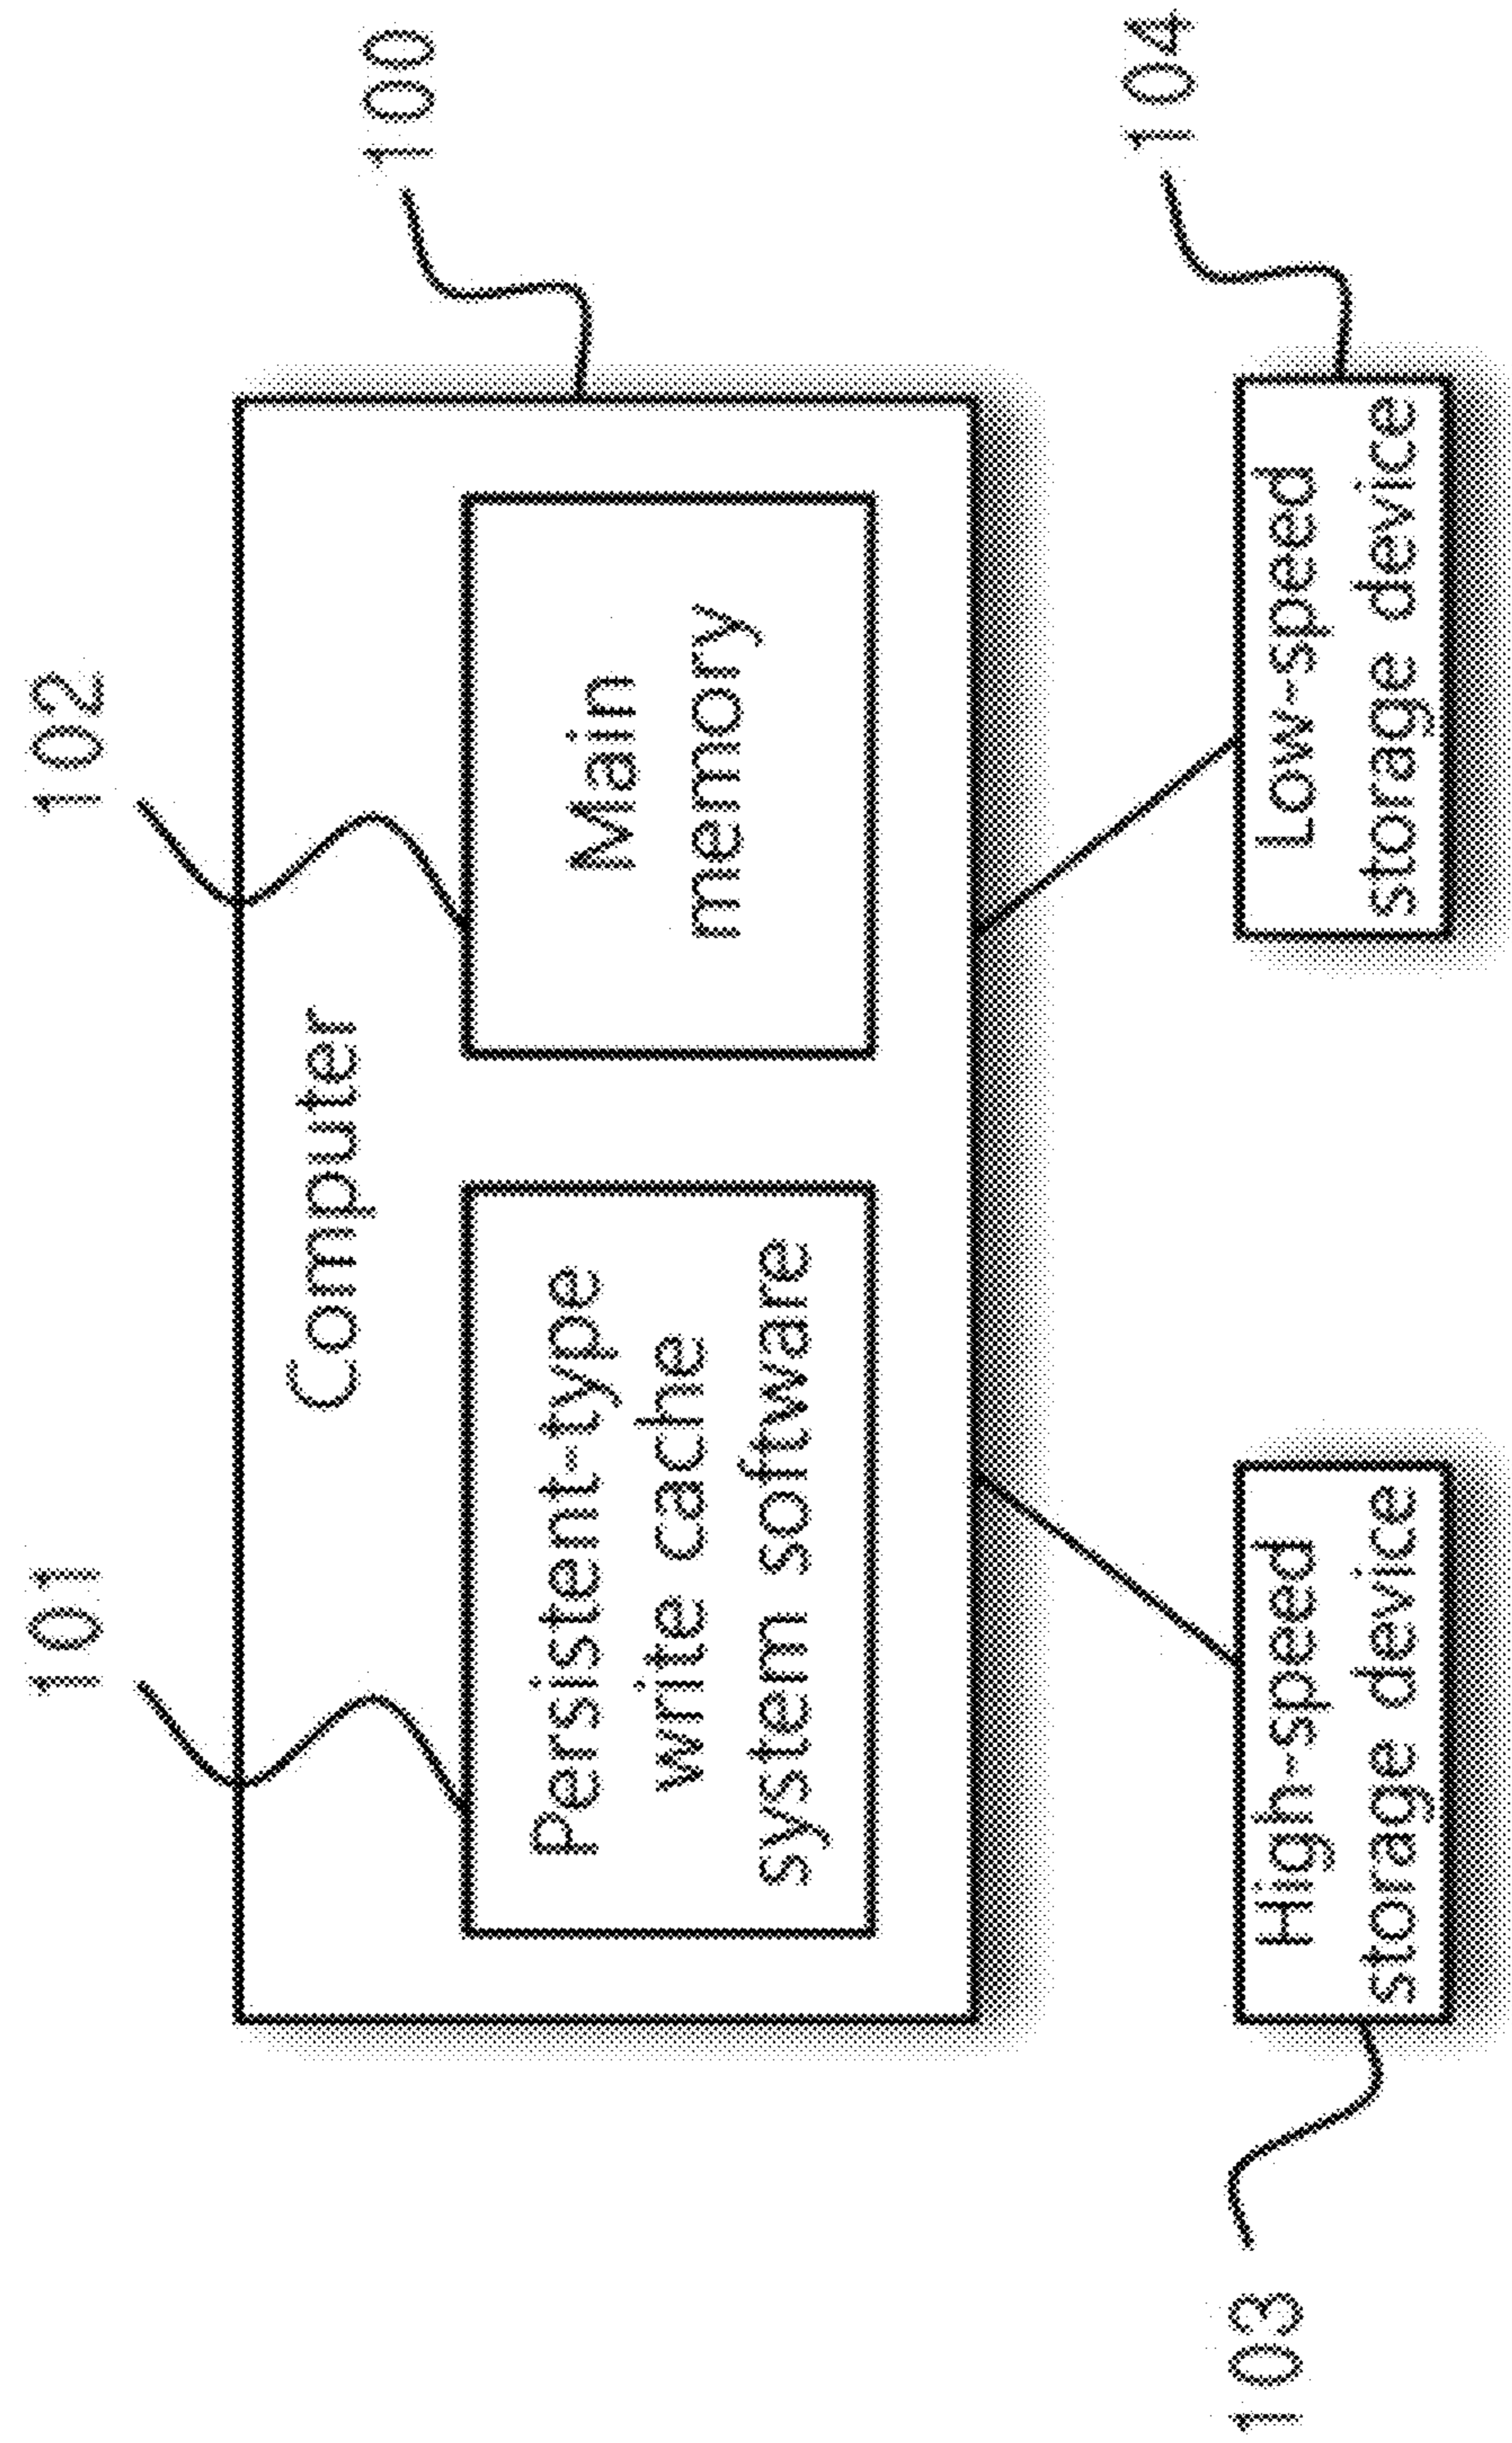 101
102
Computer
100
Persistent-type
write cache
system software
Main
memory
104
High-speed
storage device
Low-speed
storage device
103